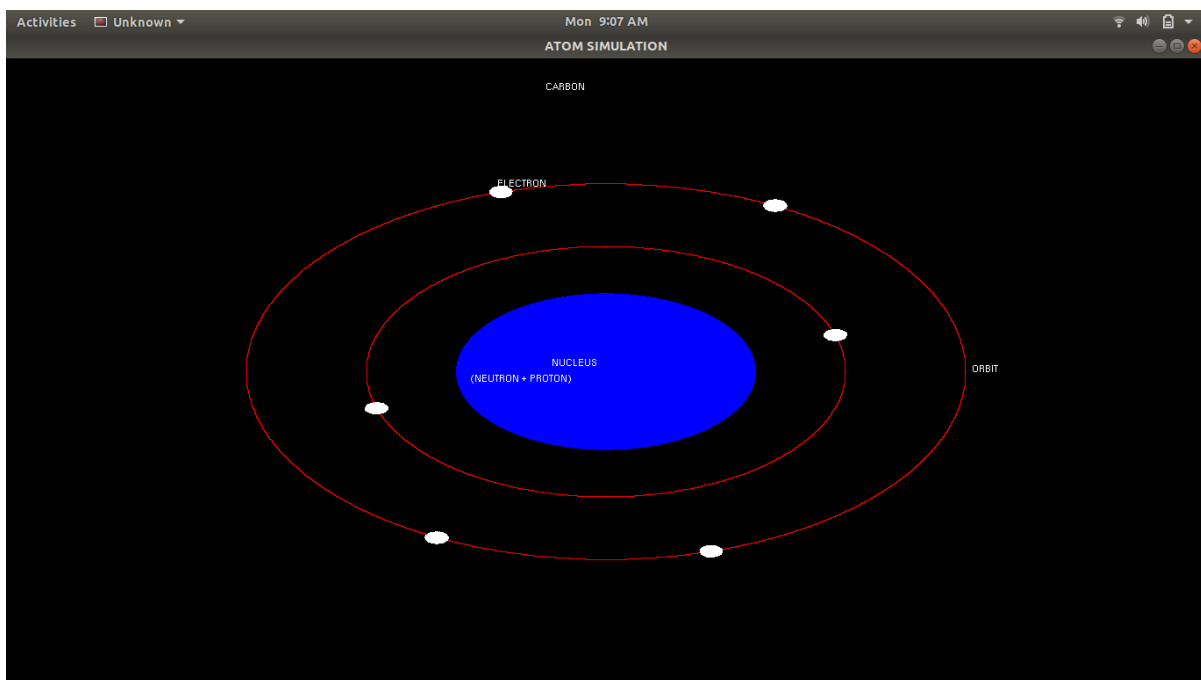 Activities Unknown Mon 9:07 AM
ATOM SIMULATION
CARBON
ELECTRON
NUCLEUS
(NEUTRON + PROTON)
ORBIT